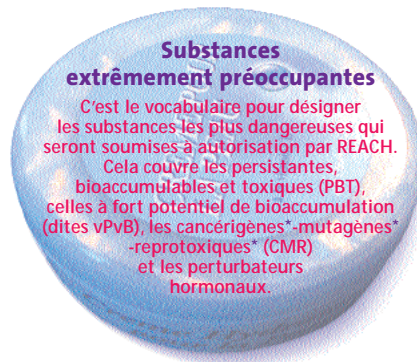 Substances
extrêmement préoccupantes
C'est le vocabulaire pour désigner
les substances les plus dangereuses qui
seront soumises à autorisation par REACH.
Cela couvre les persistantes,
bioaccumulables et toxiques (PBT),
celles à fort potentiel de bioaccumulation
(dites vPvB), les cancérigènes*-mutagènes*
-reprotoxiques* (CMR)
et les perturbateurs
hormonaux.